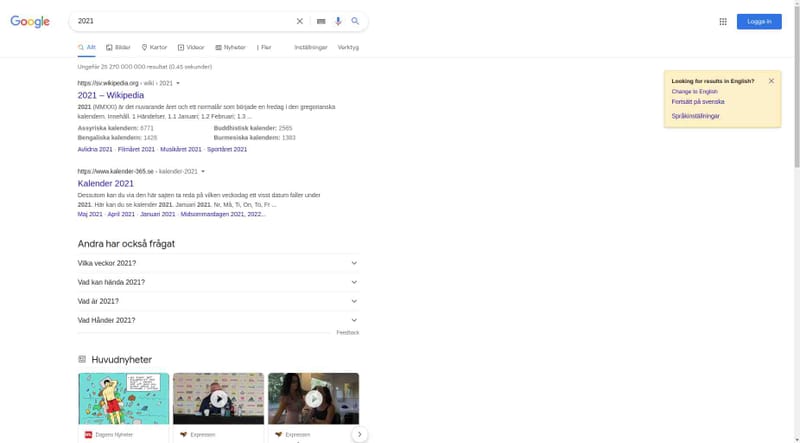 Google
2021
Allt Bilder Kartor Videor Nyheter Fler Inställningar Verktyg
Logga in
Ungefär 25 270 000 000 resultat (0,45 sekunder)
https://sv.wikipedia.org › wiki › 2021
2021 – Wikipedia
2021 (MMXXI) är det nuvarande året och ett normalår som började en fredag i den gregorianska
kalendern. Innehåll. 1 Händelser. 1.1 Januari; 1.2 Februari; 1.3 ...
Assyriska kalendern: 6771 Buddhistisk kalender: 2565
Bengaliska kalendern: 1428 Burmesiska kalendern: 1383
Avlidna 2021 · Filmåret 2021 · Musikåret 2021 · Sportåret 2021
https://www.kalender-365.se › kalender-2021
Kalender 2021
Dessutom kan du via den här sajten ta reda på vilken veckodag ett visst datum faller under
2021. Här kan du se kalender 2021. Januari 2021. Nr, Må, Ti, On, To, Fr ...
Maj 2021 · April 2021 · Januari 2021 · Midsommardagen 2021, 2022...
Andra har också frågat
Vilka veckor 2021?
Vad kan hända 2021?
Vad är 2021?
Vad Händer 2021?
Feedback
Huvudnyheter
Dagens Nyheter
Expressen
Expressen
Looking for results in English?
Change to English
Fortsätt på svenska
Språkinställningar